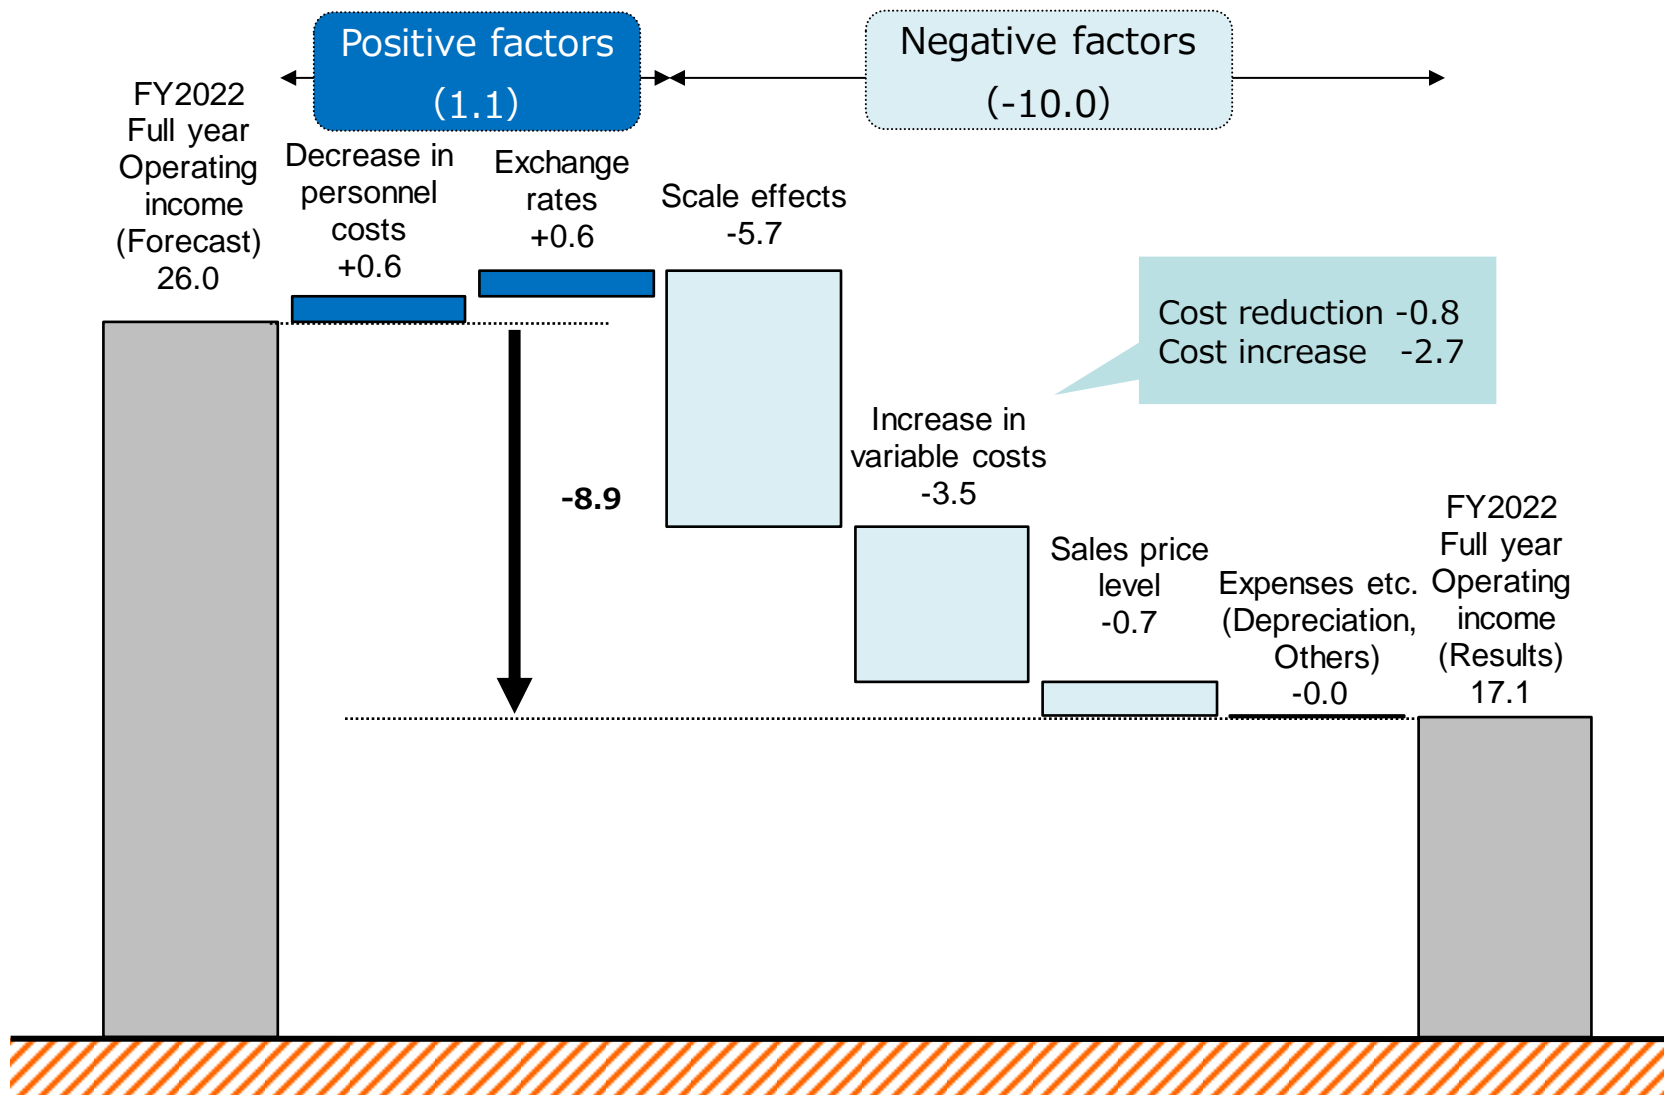 Positive factors
(1.1)
Negative factors
(-10.0)
FY2022
Full year
Operating
income
(Forecast)
26.0
Decrease in
personnel
costs
+0.6
Exchange
rates
+0.6
Scale effects
-5.7
Cost reduction -0.8
Cost increase -2.7
Increase in
variable costs
-3.5
-8.9
Sales price
level
-0.7
Expenses etc.
(Depreciation,
Others)
-0.0
FY2022
Full year
Operating
income
(Results)
17.1